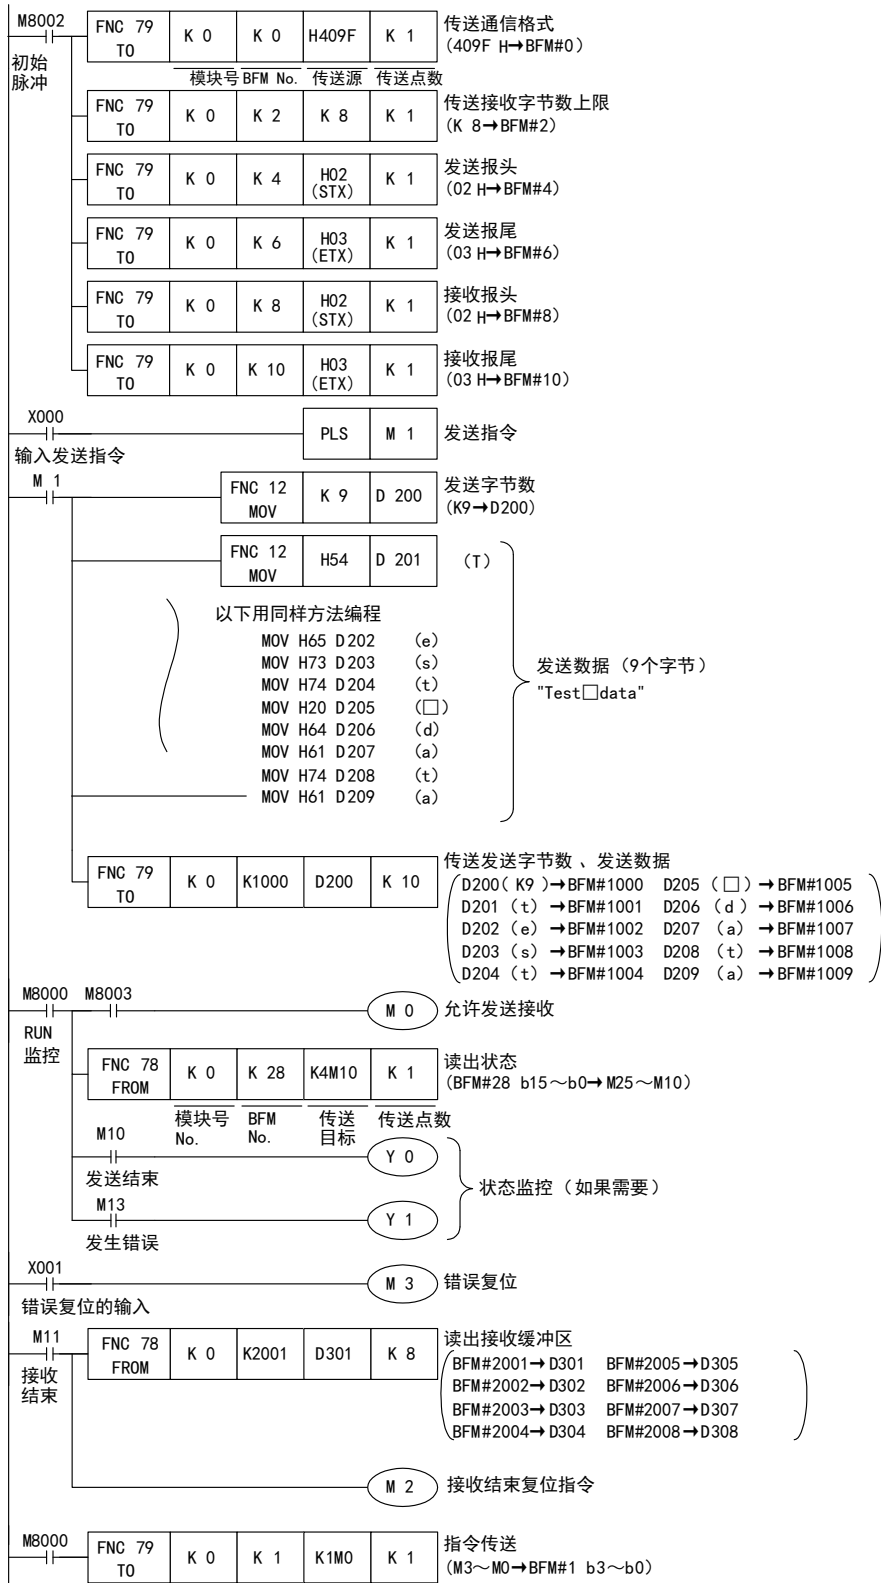 M8002
FNC 79 TO K 0 K 0 H409F K 1 传送通信格式
(409F H→BFM#0)
初始
脉冲
模块号 BFM No. 传送源 传送点数
FNC 79 TO K 0 K 2 K 8 K 1 传送接收字节数上限
(K 8→BFM#2)
FNC 79 TO K 0 K 4 H02 (STX) K 1 发送报头
(02 H→BFM#4)
FNC 79 TO K 0 K 6 H03 (ETX) K 1 发送报尾
(03 H→BFM#6)
FNC 79 TO K 0 K 8 H02 (STX) K 1 接收报头
(02 H→BFM#8)
FNC 79 TO K 0 K 10 H03 (ETX) K 1 接收报尾
(03 H→BFM#10)
X000
PLS M 1 发送指令
输入发送指令
M 1
FNC 12 MOV K 9 D 200 发送字节数
(K9→D200)
FNC 12 MOV H54 D 201 (T)
以下用同样方法编程
MOV H65 D202 (e)
MOV H73 D203 (s)
MOV H74 D204 (t)
MOV H20 D205 (□)
MOV H64 D206 (d)
MOV H61 D207 (a)
MOV H74 D208 (t)
MOV H61 D209 (a)
发送数据 (9个字节)
"Test□data"
传送发送字节数、发送数据
FNC 79 TO K 0 K1000 D200 K 10
D200( K9 )→BFM#1000 D205 (□)→BFM#1005
D201 (t) →BFM#1001 D206 (d ) →BFM#1006
D202 (e) →BFM#1002 D207 (a) →BFM#1007
D203 (s) →BFM#1003 D208 (t) →BFM#1008
D204 (t) →BFM#1004 D209 (a) →BFM#1009
M8000 M8003
M 0 允许发送接收
RUN
监控
FNC 78 FROM K 0 K 28 K4M10 K 1 读出状态
(BFM#28 b15～b0→M25～M10)
模块号 No. BFM No. 传送目标 传送点数
M10
Y 0
发送结束
状态监控 (如果需要)
M13
Y 1
发生错误
X001
M 3 错误复位
错误复位的输入
M11
FNC 78 FROM K 0 K2001 D301 K 8 读出接收缓冲区
接收
结束
BFM#2001→D301 BFM#2005→D305
BFM#2002→D302 BFM#2006→D306
BFM#2003→D303 BFM#2007→D307
BFM#2004→D304 BFM#2008→D308
M 2 接收结束复位指令
M8000
FNC 79 TO K 0 K 1 K1M0 K 1 指令传送
(M3～M0→BFM#1 b3～b0)